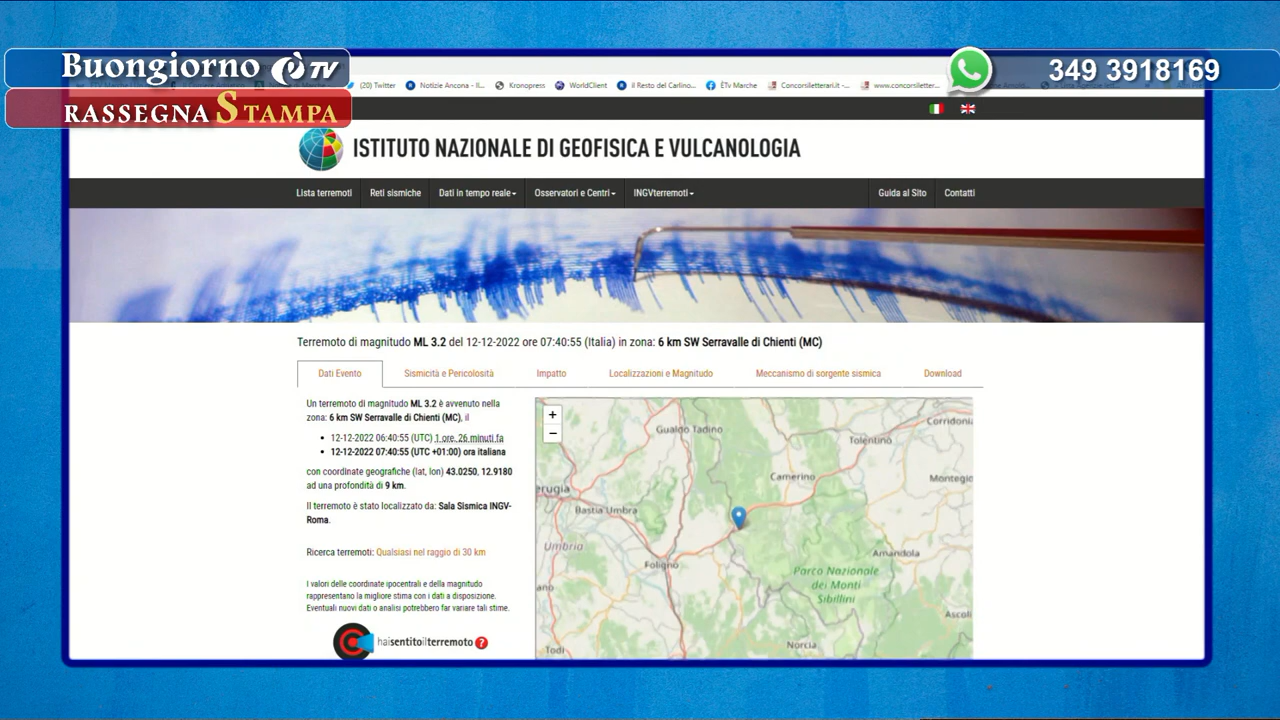 Buongiorno èTV
RASSEGNA STAMPA
349 3918169
(20) Twitter
Notizie Ancona - Il...
Kronopress
WorldClient
il Resto del Carlino...
ÈTv Marche
Concorsiletterari.it -...
www.concorsiletter...
ISTITUTO NAZIONALE DI GEOFISICA E VULCANOLOGIA
Lista terremoti
Reti sismiche
Dati in tempo reale
Osservatori e Centri
INGVterremoti
Guida al Sito
Contatti
Terremoto di magnitudo ML 3.2 del 12-12-2022 ore 07:40:55 (Italia) in zona: 6 km SW Serravalle di Chienti (MC)
Dati Evento
Sismicità e Pericolosità
Impatto
Localizzazioni e Magnitudo
Meccanismo di sorgente sismica
Download
Un terremoto di magnitudo ML 3.2 è avvenuto nella
zona: 6 km SW Serravalle di Chienti (MC), il
• 12-12-2022 06:40:55 (UTC) 1 ore, 26 minuti fa
• 12-12-2022 07:40:55 (UTC +01:00) ora italiana
con coordinate geografiche (lat, lon) 43.0250, 12.9180
ad una profondità di 9 km.
Il terremoto è stato localizzato da: Sala Sismica INGV-
Roma.
Ricerca terremoti: Qualsiasi nel raggio di 30 km
I valori delle coordinate ipocentrali e della magnitudo
rappresentano la migliore stima con i dati a disposizione.
Eventuali nuovi dati o analisi potrebbero far variare tali stime.
haisentitoilterremoto ?
+
−
Gualdo Tadino
Corridonia
Tolentino
Camerino
Montegio
erugia
Bastia Umbra
Umbria
Foligno
Amandola
Parco Nazionale
dei Monti
Sibillini
ano
Ascoli
Norcia
Todi